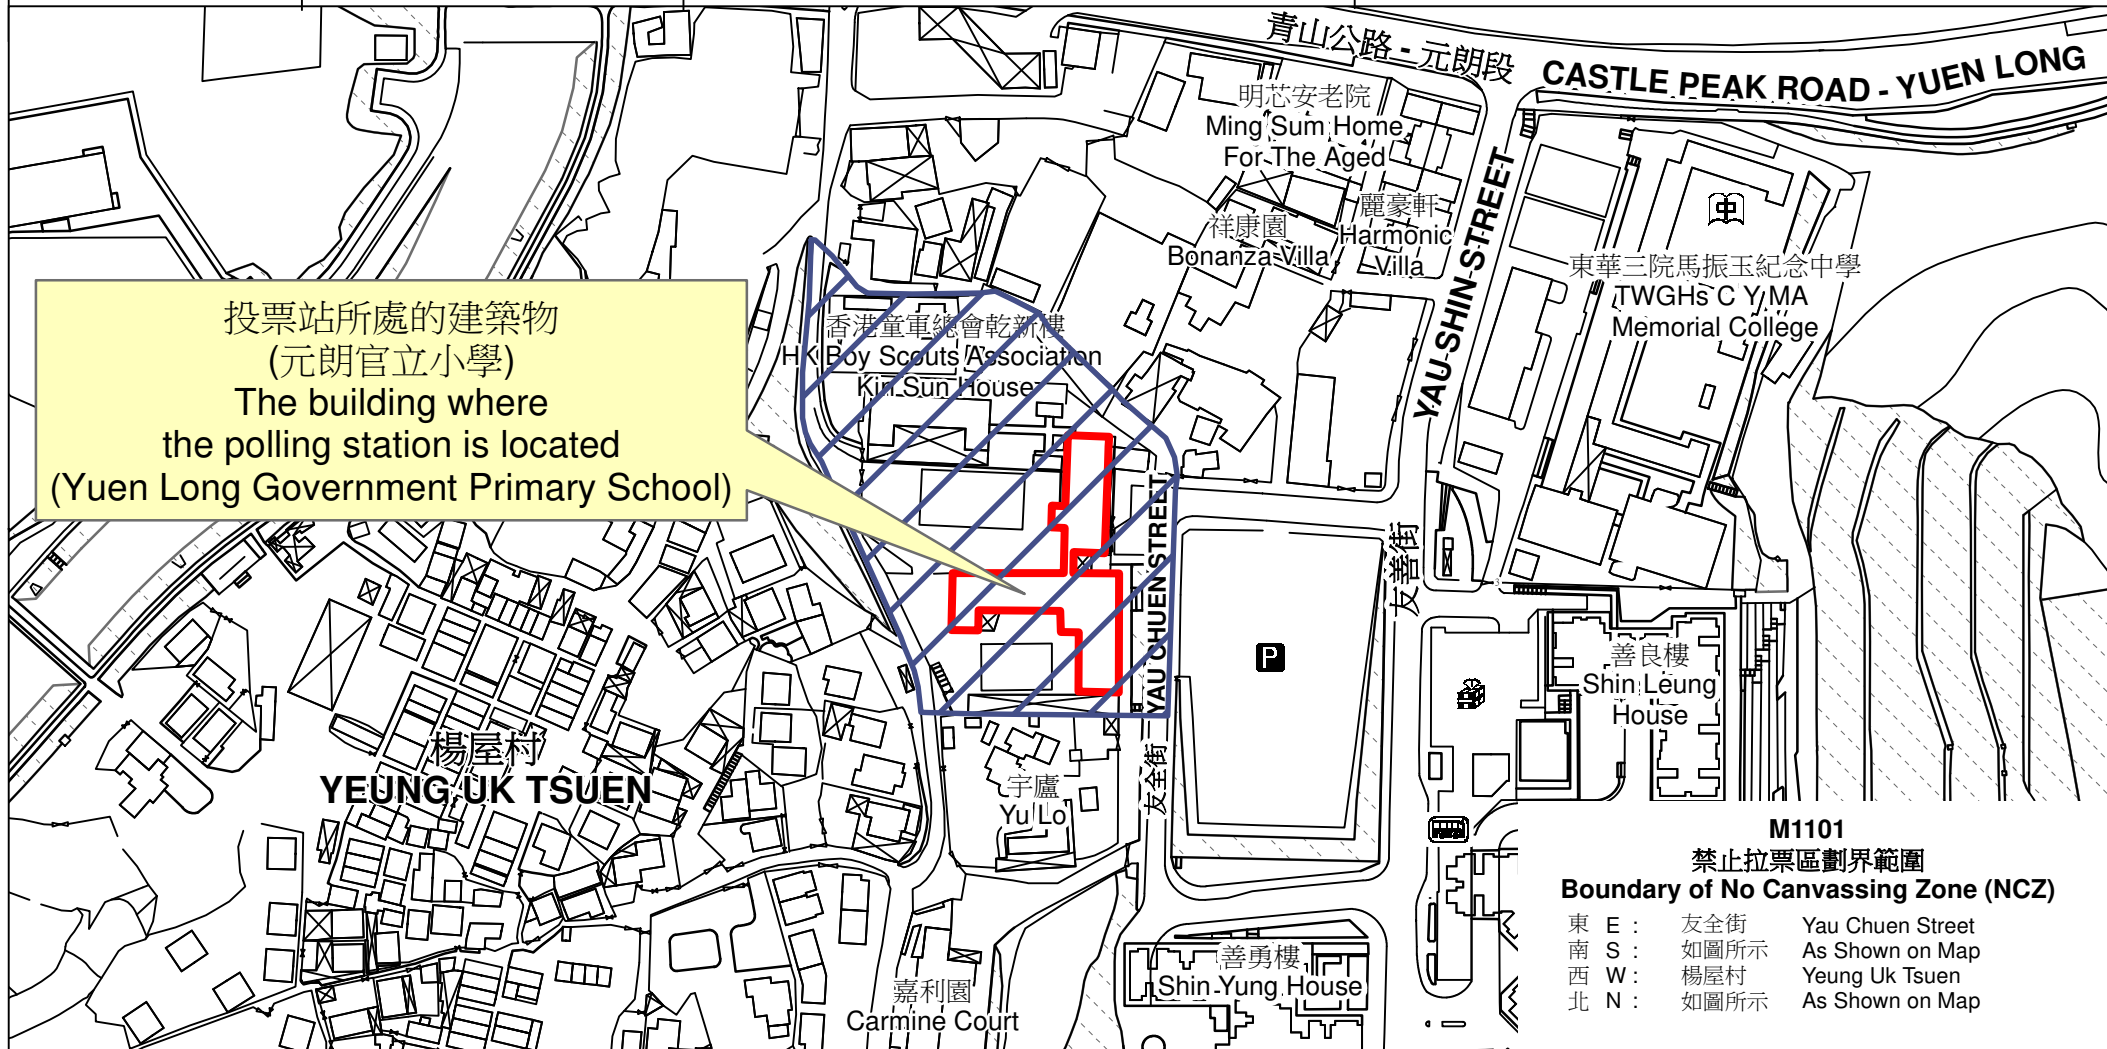 青山公路 - 元朗段
CASTLE PEAK ROAD - YUEN LONG
明芯安老院
Ming Sum Home
For The Aged
麗豪軒
Harmonic
Villa
祥康園
Bonanza Villa
YAU SHIN STREET
友善街
中
東華三院馬振玉紀念中學
TWGHs C Y MA
Memorial College
投票站所處的建築物
(元朗官立小學)
The building where
the polling station is located
(Yuen Long Government Primary School)
香港童軍總會乾新樓
HK Boy Scouts Association
Kin Sun House
YAU CHUEN STREET
友全街
P
善良樓
Shin Leung
House
楊屋村
YEUNG UK TSUEN
宇廬
Yu Lo
善勇樓
Shin Yung House
嘉利園
Carmine Court
M1101
禁止拉票區劃界範圍
Boundary of No Canvassing Zone (NCZ)
東 E : 友全街 Yau Chuen Street
南 S : 如圖所示 As Shown on Map
西 W : 楊屋村 Yeung Uk Tsuen
北 N : 如圖所示 As Shown on Map